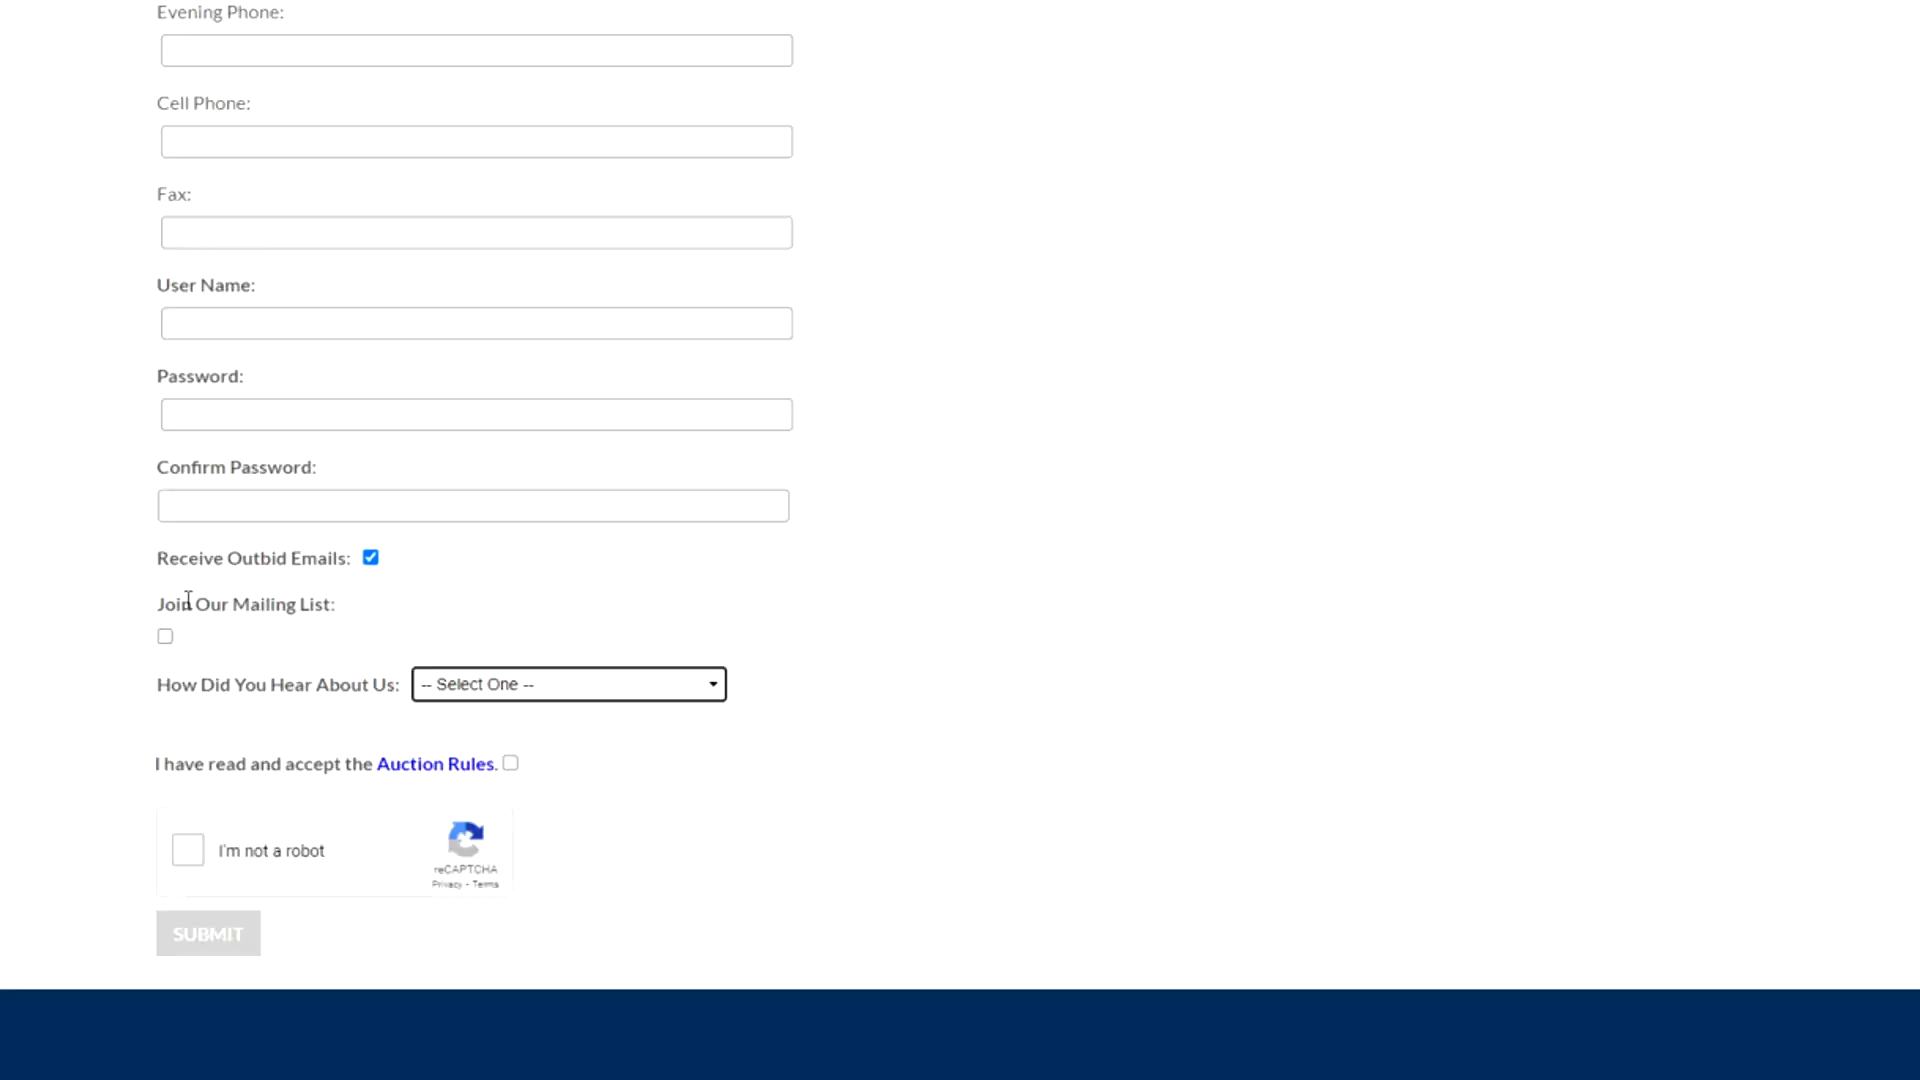 Evening Phone:
Cell Phone:
Fax:
User Name:
Password:
Confirm Password:
Receive Outbid Emails:
Join Our Mailing List:
How Did You Hear About Us: -- Select One --
I have read and accept the Auction Rules.
I'm not a robot
reCAPTCHA
Privacy - Terms
SUBMIT